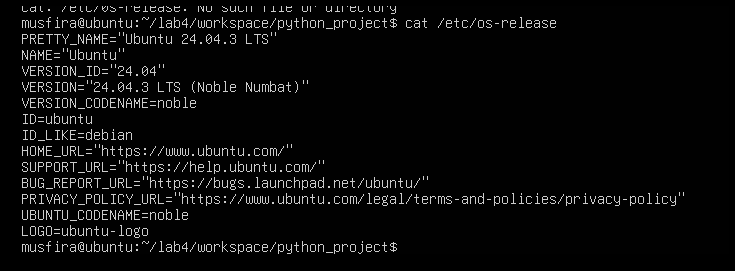 cat: /etc/os-release: No such file or directory
musfira@ubuntu:~/lab4/workspace/python_project$ cat /etc/os-release
PRETTY_NAME="Ubuntu 24.04.3 LTS"
NAME="Ubuntu"
VERSION_ID="24.04"
VERSION="24.04.3 LTS (Noble Numbat)"
VERSION_CODENAME=noble
ID=ubuntu
ID_LIKE=debian
HOME_URL="https://www.ubuntu.com/"
SUPPORT_URL="https://help.ubuntu.com/"
BUG_REPORT_URL="https://bugs.launchpad.net/ubuntu/"
PRIVACY_POLICY_URL="https://www.ubuntu.com/legal/terms-and-policies/privacy-policy"
UBUNTU_CODENAME=noble
LOGO=ubuntu-logo
musfira@ubuntu:~/lab4/workspace/python_project$